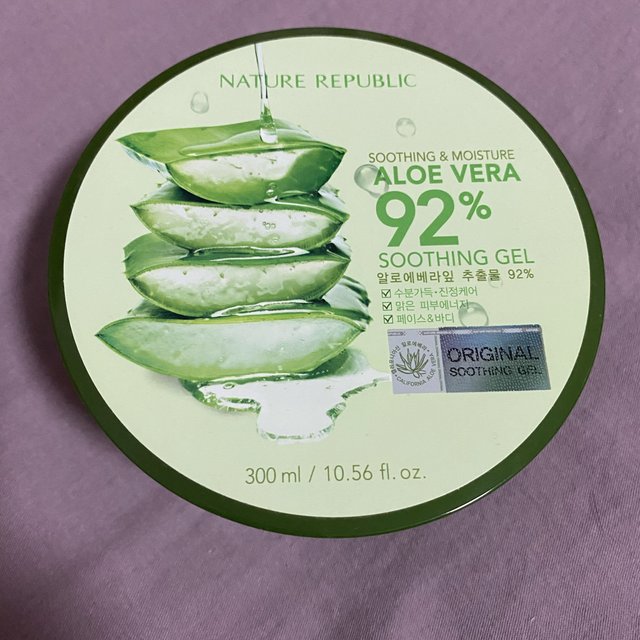 NATURE REPUBLIC
SOOTHING & MOISTURE
ALOE VERA
92%
SOOTHING GEL
알로에베라잎 추출물 92%
수분가득·진정케어
맑은 피부에너지
페이스&바디
CALIFORNIA ALOE
ORIGINAL
SOOTHING GEL
300 ml / 10.56 fl. oz.